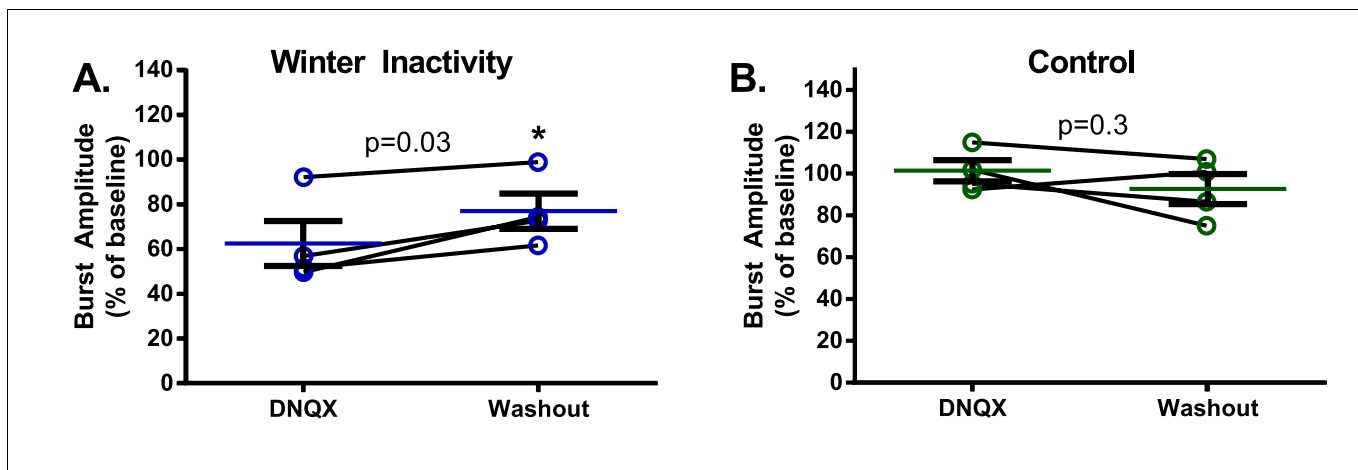 A.
Winter Inactivity
Burst Amplitude
(% of baseline)
140
120
100
80
60
40
20
0
p=0.03
*
DNQX
Washout
B.
Control
Burst Amplitude
(% of baseline)
140
120
100
80
60
40
20
0
p=0.3
DNQX
Washout